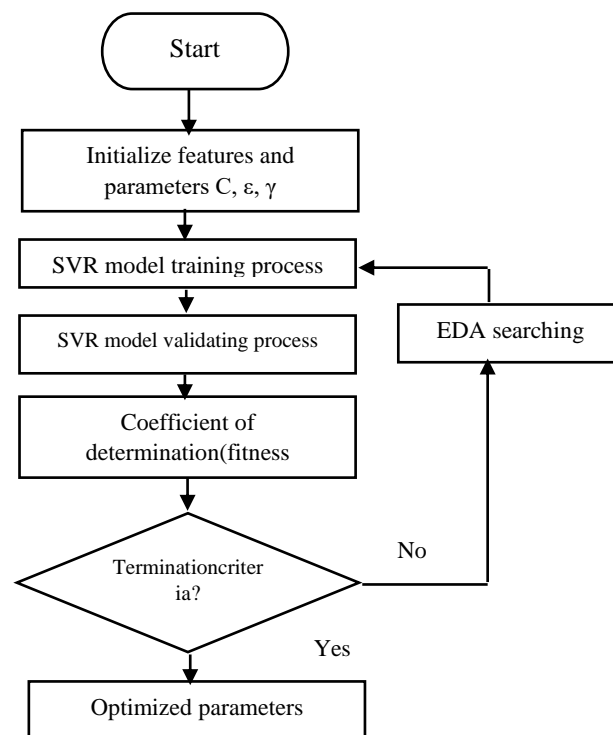 Start
Initialize features and
parameters C, ε, γ
SVR model training process
EDA searching
SVR model validating process
Coefficient of
determination(fitness
Terminationcriter
ia?
No
Yes
Optimized parameters